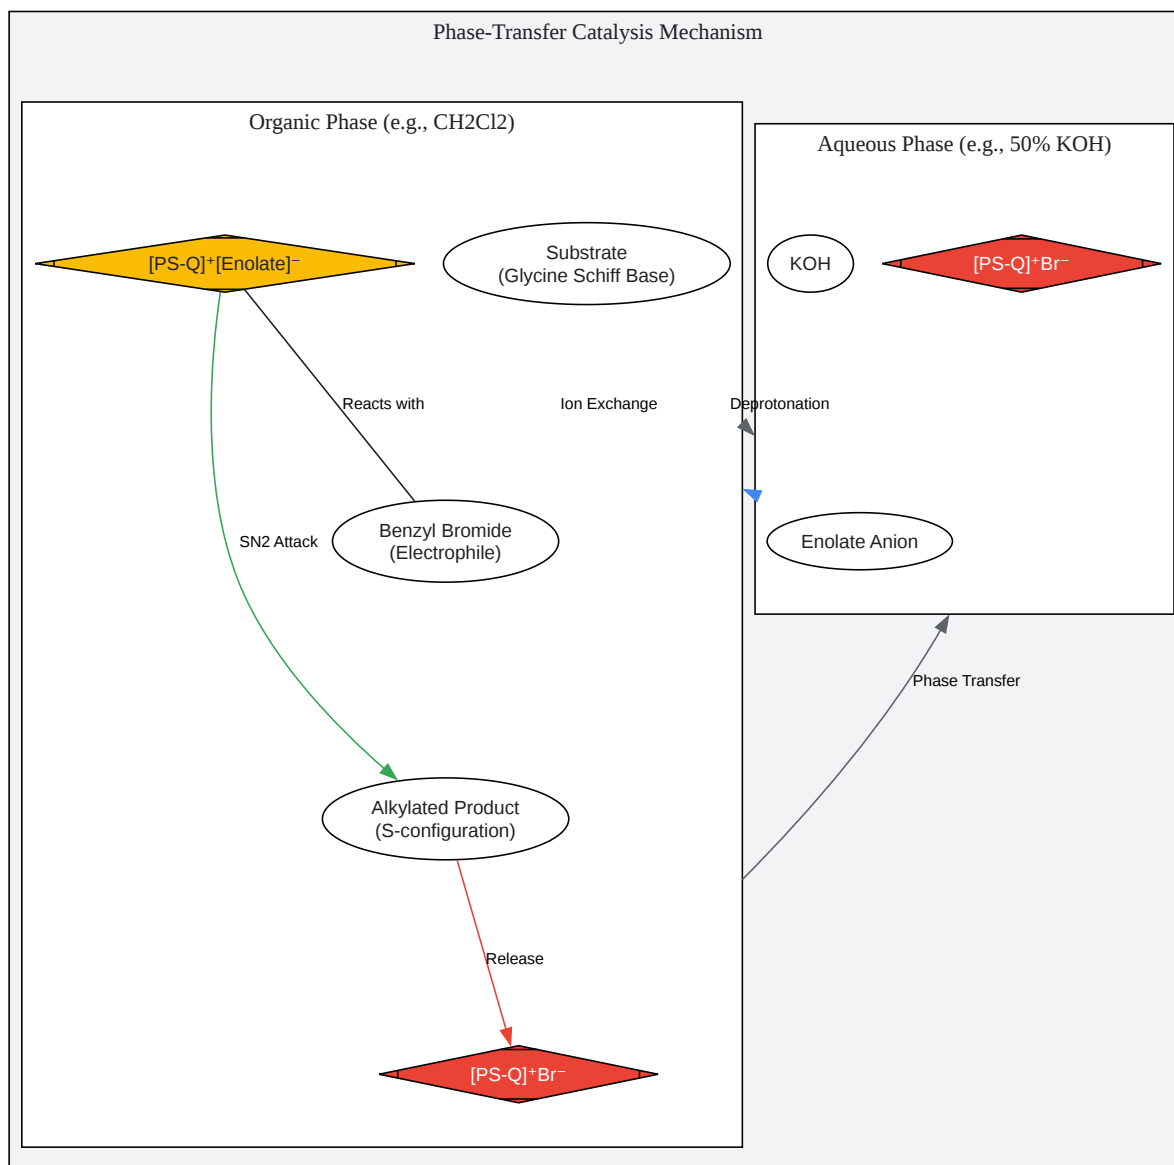 Phase-Transfer Catalysis Mechanism
Organic Phase (e.g., CH2Cl2)
Aqueous Phase (e.g., 50% KOH)
[PS-Q]⁺[Enolate]⁻
Substrate
(Glycine Schiff Base)
KOH
[PS-Q]⁺Br⁻
Reacts with
Ion Exchange
Deprotonation
SN2 Attack
Benzyl Bromide
(Electrophile)
Enolate Anion
Phase Transfer
Alkylated Product
(S-configuration)
Release
[PS-Q]⁺Br⁻